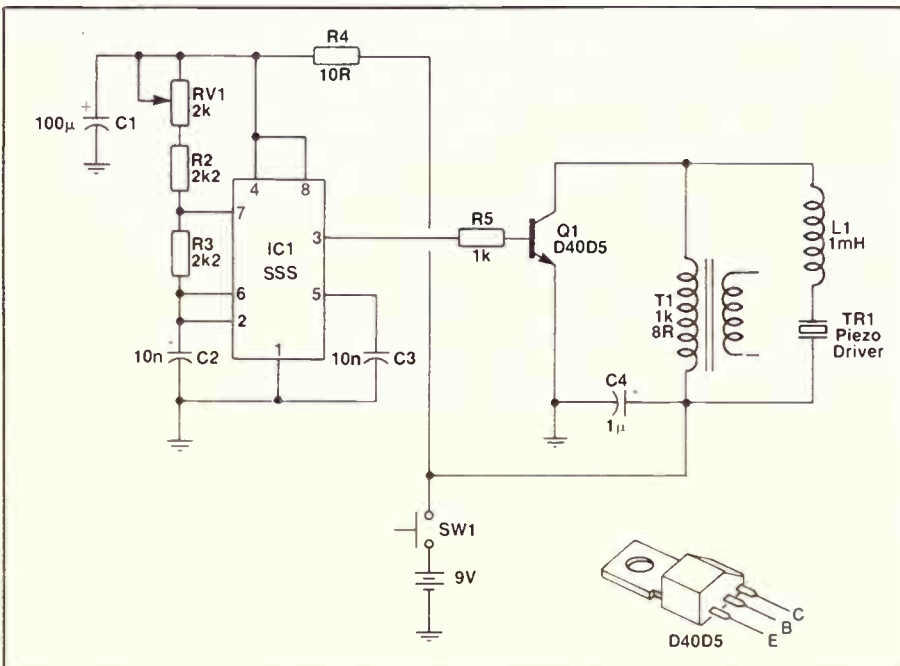 R4
10R
RV1
2k
+
100μ
C1
R2
2k2
4
8
7
R3
2k2
3
IC1
SSS
R5
1k
Q1
D40D5
L1
1mH
6
5
2
T1
1k
8R
TR1
Piezo
Driver
10n
C2
1
10n
C3
C4
1μ
SW1
9V
C
B
E
D40D5